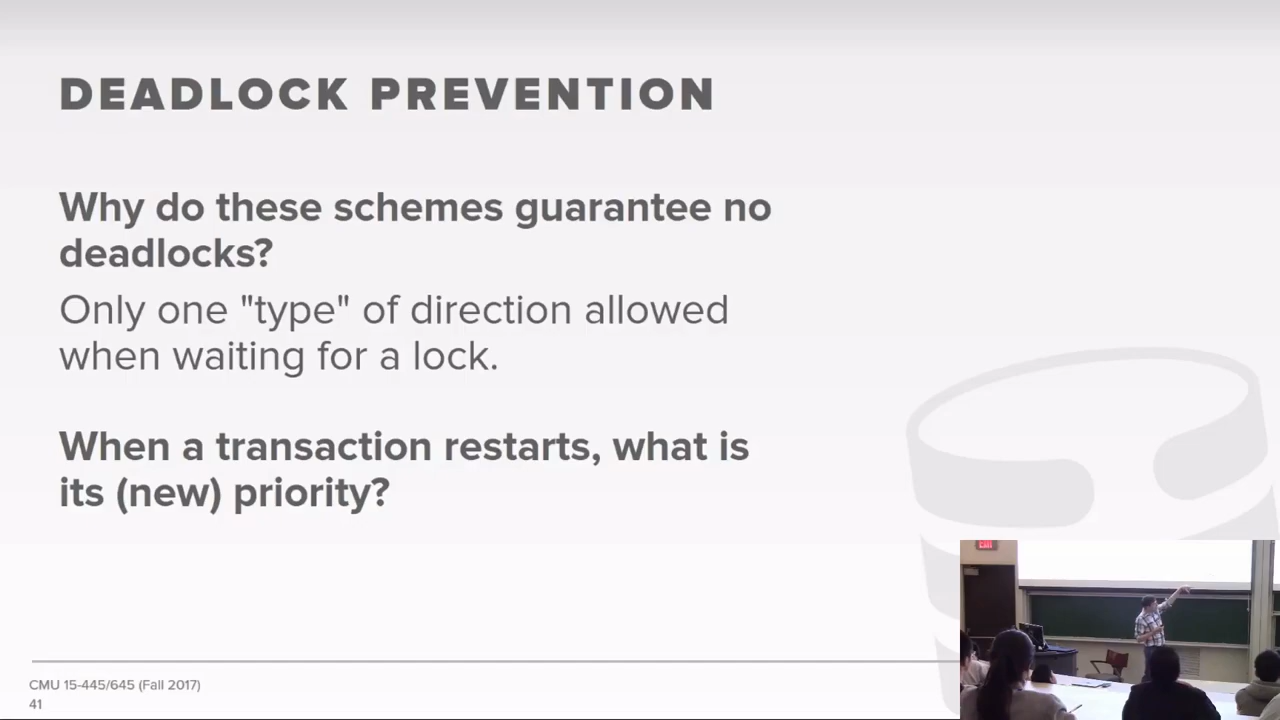 DEADLOCK PREVENTION
Why do these schemes guarantee no
deadlocks?
Only one "type" of direction allowed
when waiting for a lock.
When a transaction restarts, what is
its (new) priority?
CMU 15-445/645 (Fall 2017)
41
EXIT